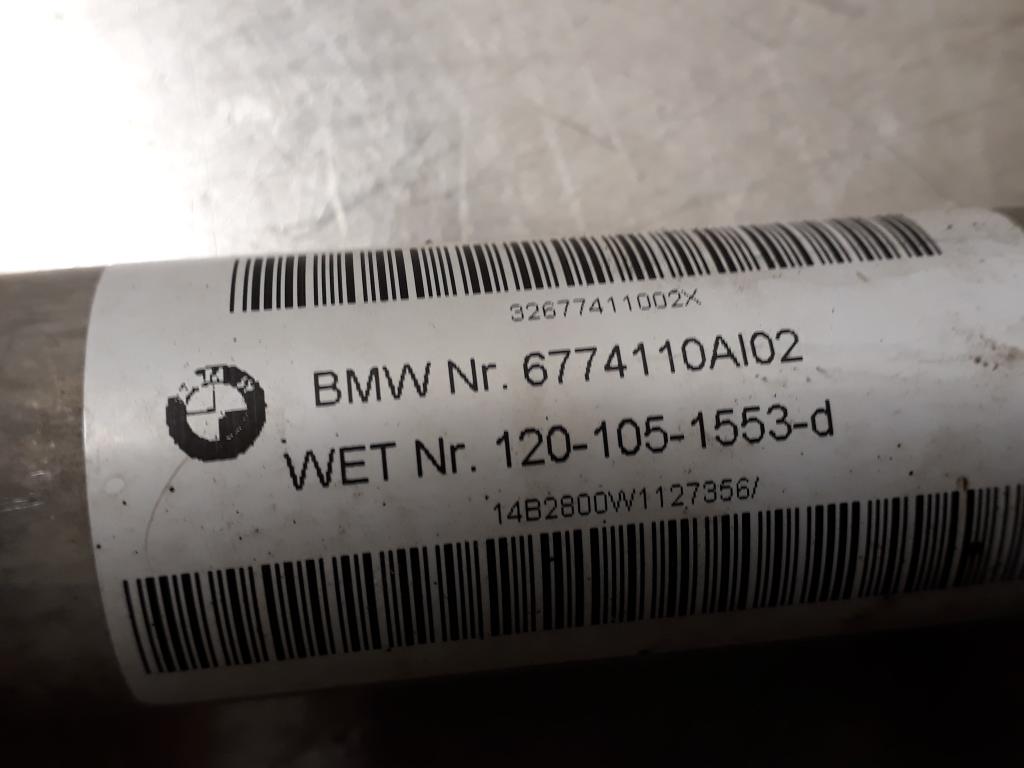 32677411002X
BMW Nr. 6774110AI02
WET Nr. 120-105-1553-d
14B2800W1127356/